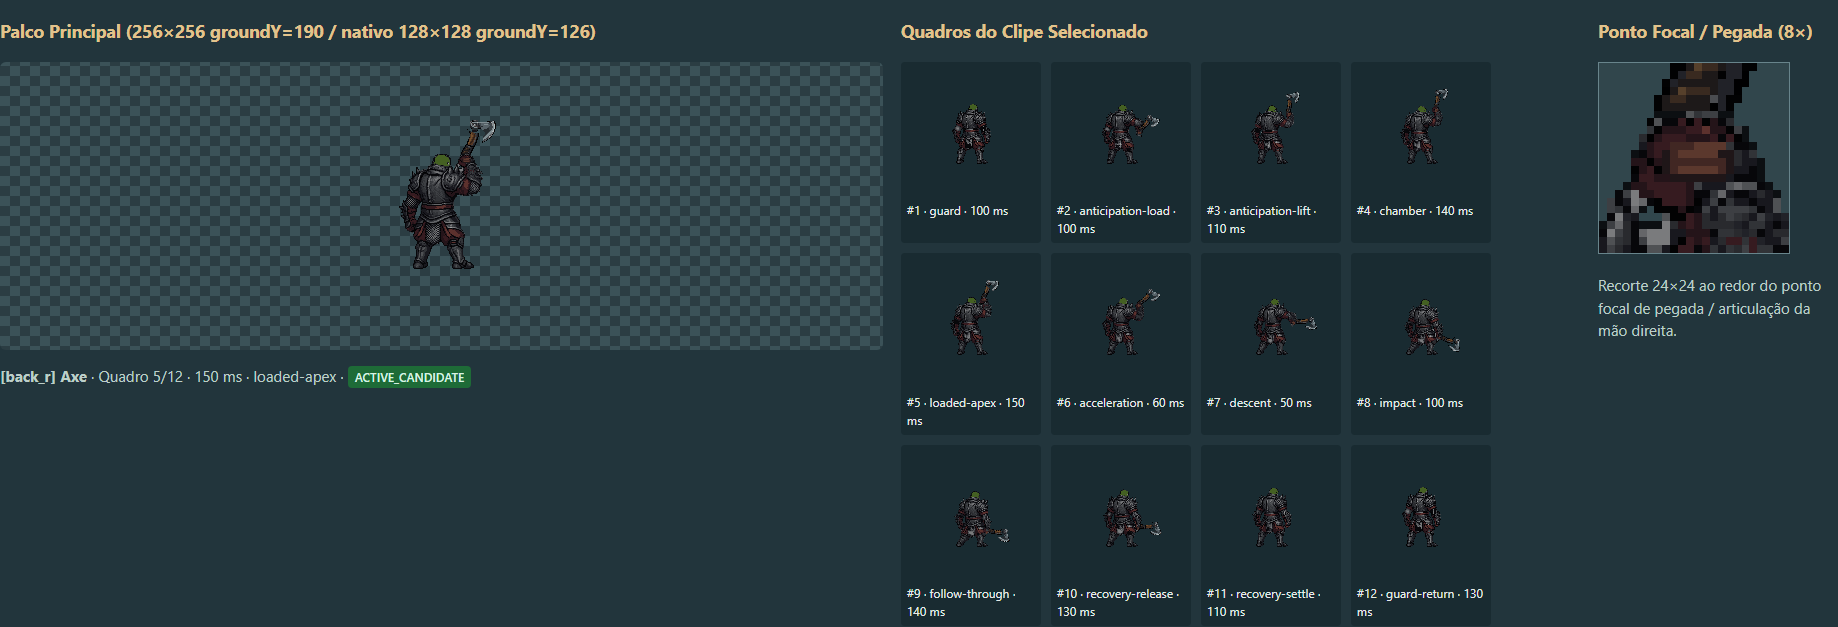 Palco Principal (256×256 groundY=190 / nativo 128×128 groundY=126)
[back_r] Axe · Quadro 5/12 · 150 ms · loaded-apex · ACTIVE_CANDIDATE
Quadros do Clipe Selecionado
#1 · guard · 100 ms
#2 · anticipation-load ·
100 ms
#3 · anticipation-lift ·
110 ms
#4 · chamber · 140 ms
#5 · loaded-apex · 150
ms
#6 · acceleration · 60 ms
#7 · descent · 50 ms
#8 · impact · 100 ms
#9 · follow-through ·
140 ms
#10 · recovery-release ·
130 ms
#11 · recovery-settle ·
110 ms
#12 · guard-return · 130
ms
Ponto Focal / Pegada (8×)
Recorte 24×24 ao redor do ponto
focal de pegada / articulação da
mão direita.